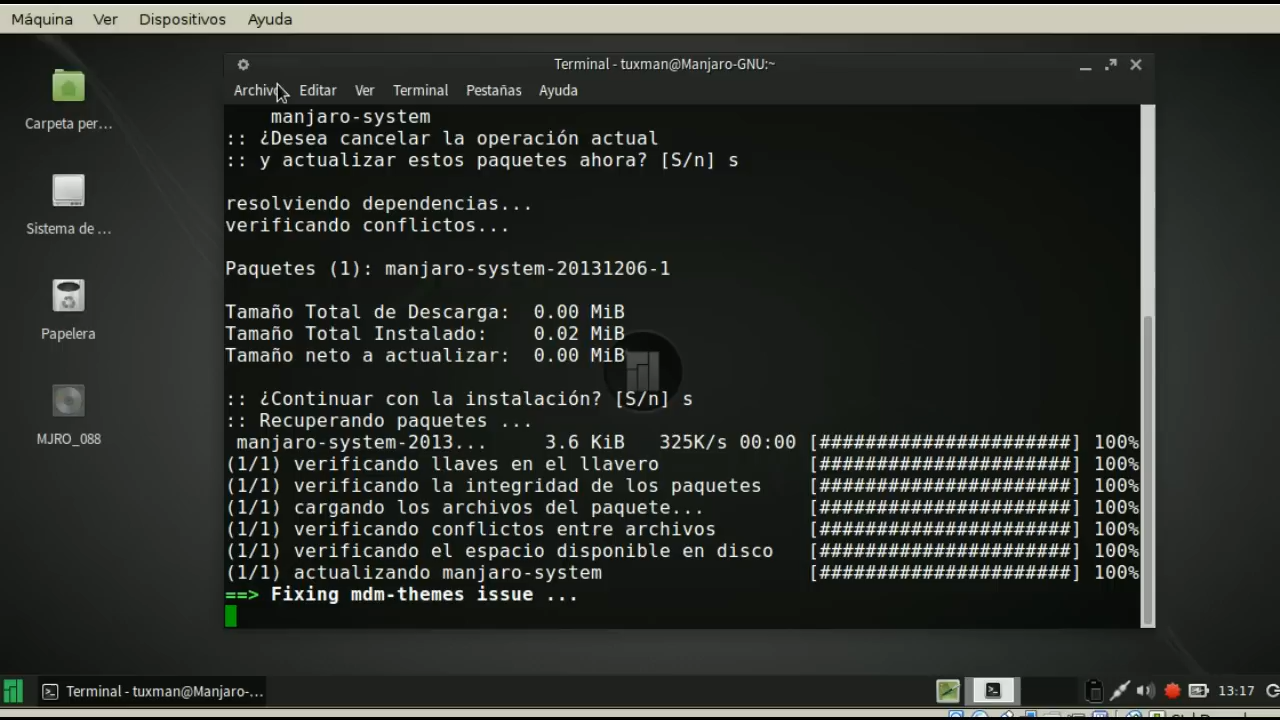 Máquina Ver Dispositivos Ayuda
Terminal - tuxman@Manjaro-GNU:~
Archivo Editar Ver Terminal Pestañas Ayuda
Carpeta per...
Sistema de ...
Papelera
MJRO_088
manjaro-system
:: ¿Desea cancelar la operación actual
:: y actualizar estos paquetes ahora? [S/n] s
resolviendo dependencias...
verificando conflictos...
Paquetes (1): manjaro-system-20131206-1
Tamaño Total de Descarga: 0.00 MiB
Tamaño Total Instalado: 0.02 MiB
Tamaño neto a actualizar: 0.00 MiB
:: ¿Continuar con la instalación? [S/n] s
:: Recuperando paquetes ...
manjaro-system-2013... 3.6 KiB 325K/s 00:00 [######################] 100%
(1/1) verificando llaves en el llavero [######################] 100%
(1/1) verificando la integridad de los paquetes [######################] 100%
(1/1) cargando los archivos del paquete... [######################] 100%
(1/1) verificando conflictos entre archivos [######################] 100%
(1/1) verificando el espacio disponible en disco [######################] 100%
(1/1) actualizando manjaro-system [######################] 100%
==> Fixing mdm-themes issue ...
Terminal - tuxman@Manjaro-...
13:17